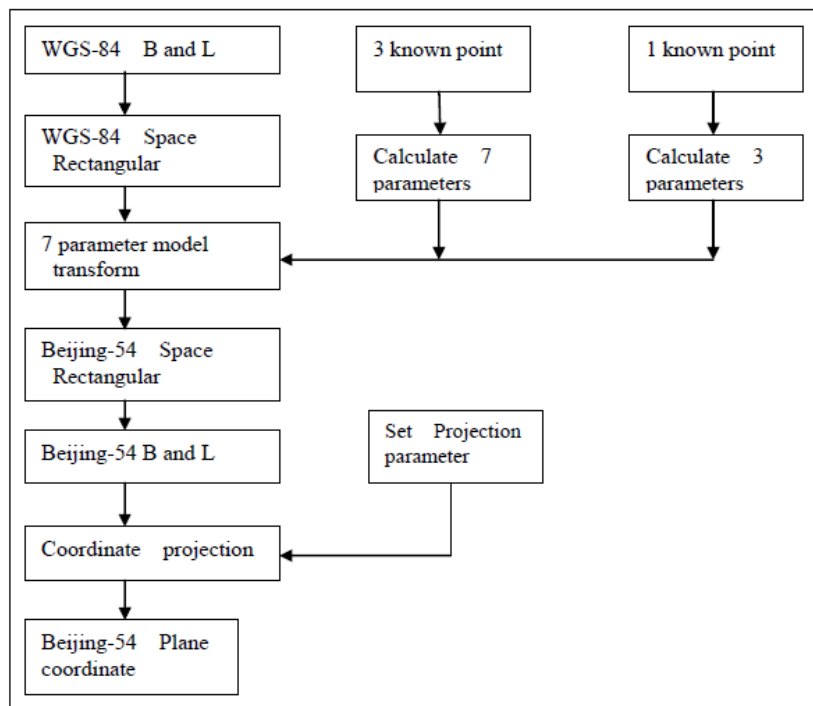 WGS-84 B and L
3 known point
1 known point
WGS-84 Space
Rectangular
Calculate 7
parameters
Calculate 3
parameters
7 parameter model
transform
Beijing-54 Space
Rectangular
Set Projection
parameter
Beijing-54 B and L
Coordinate projection
Beijing-54 Plane
coordinate